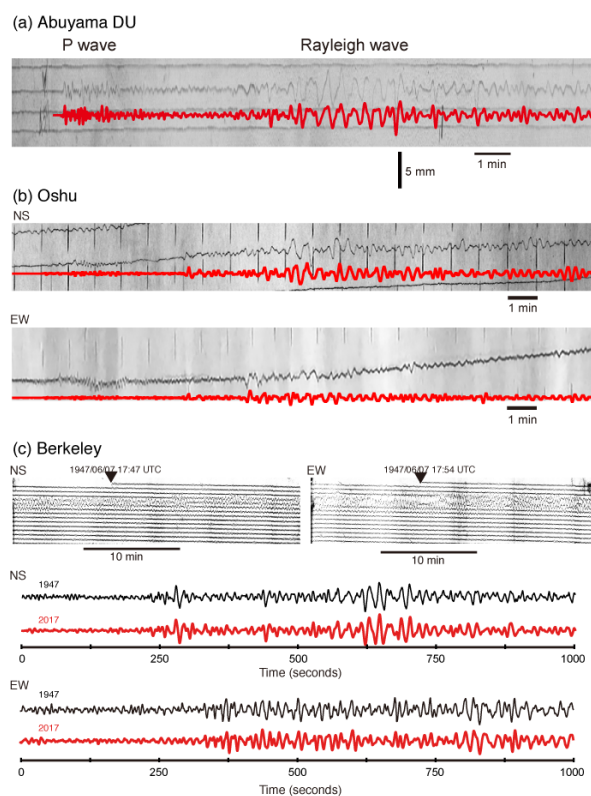 (a) Abuyama DU
P wave Rayleigh wave
5 mm
1 min
(b) Oshu
NS
1 min
EW
1 min
(c) Berkeley
NS 1947/06/07 17:47 UTC EW 1947/06/07 17:54 UTC
10 min 10 min
NS
1947
2017
0 250 500 750 1000
Time (seconds)
EW
1947
2017
0 250 500 750 1000
Time (seconds)